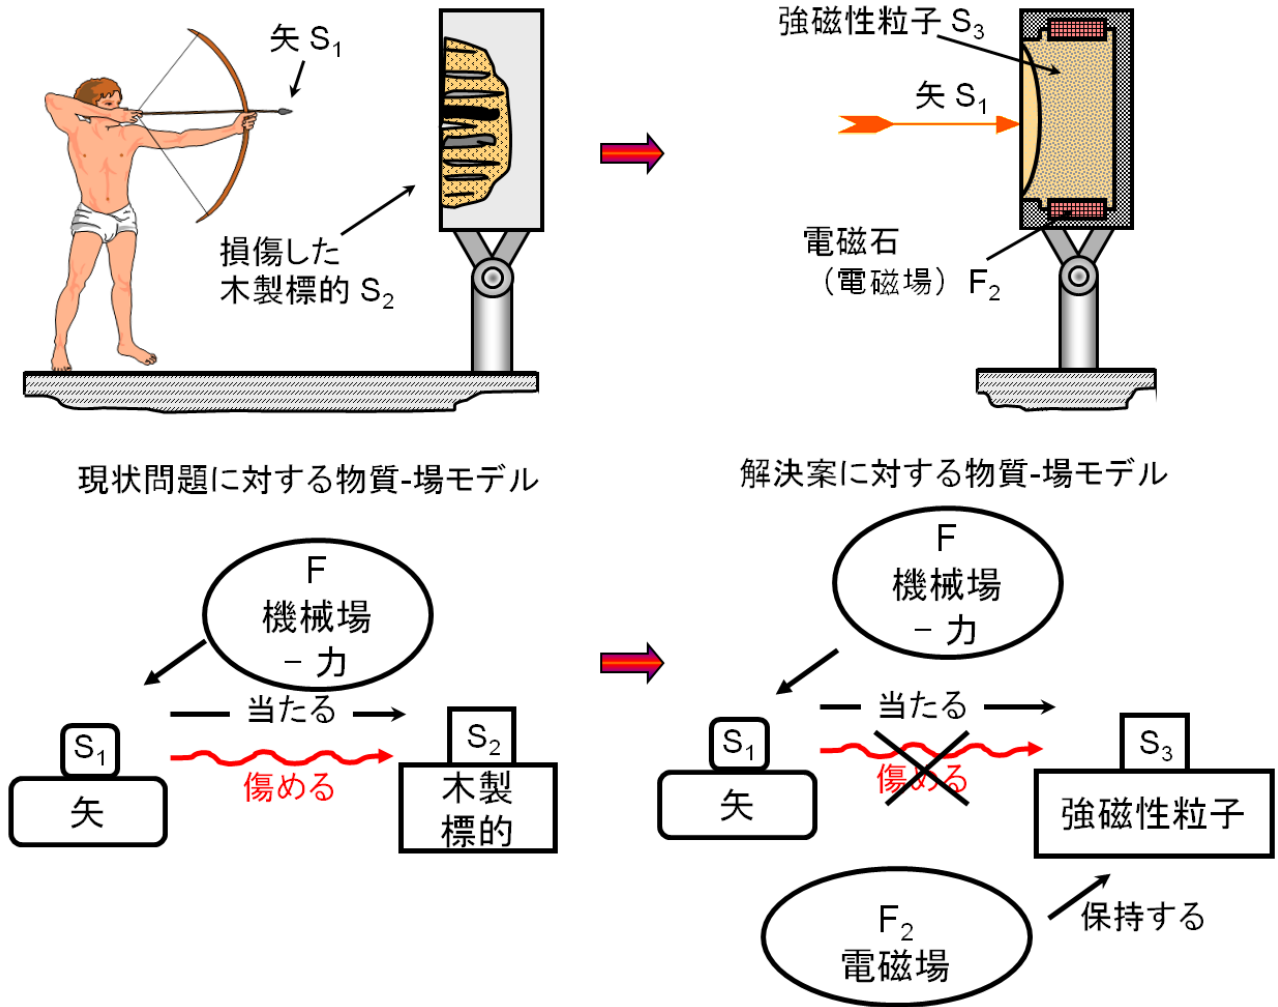 矢 S₁
損傷した
木製標的 S₂
強磁性粒子 S₃
矢 S₁
電磁石
（電磁場） F₂
現状問題に対する物質-場モデル
F
機械場
– 力
当たる
S₁
S₂
傷める
矢
木製
標的
解決案に対する物質-場モデル
F
機械場
– 力
当たる
S₁
S₃
傷める
矢
強磁性粒子
F₂
電磁場
保持する